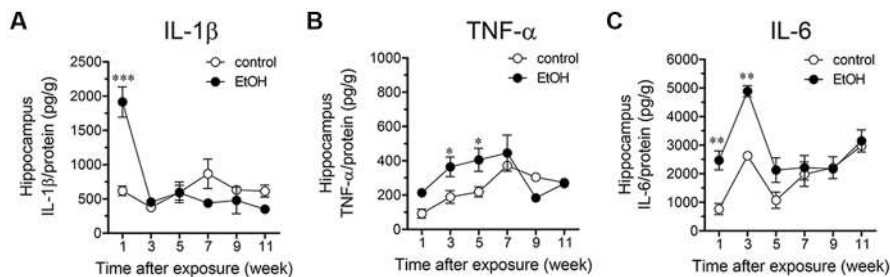 A
IL-1β
Hippocampus
IL-1β/protein (pg/g)
2500
2000
1500
1000
500
0
***
control
EtOH
1 3 5 7 9 11
Time after exposure (week)
B
TNF-α
Hippocampus
TNF-α/protein (pg/g)
1000
800
600
400
200
0
* *
control
EtOH
1 3 5 7 9 11
Time after exposure (week)
C
IL-6
Hippocampus
IL-6/protein (pg/g)
6000
5000
4000
3000
2000
1000
0
**
**
control
EtOH
1 3 5 7 9 11
Time after exposure (week)